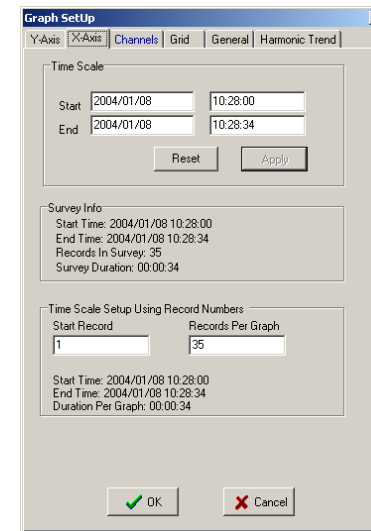 Graph SetUp
Y-Axis X-Axis Channels Grid General Harmonic Trend
Time Scale
Start 2004/01/08 10:28:00
End 2004/01/08 10:28:34
Reset Apply
Survey Info
Start Time: 2004/01/08 10:28:00
End Time: 2004/01/08 10:28:34
Records In Survey: 35
Survey Duration: 00:00:34
Time Scale Setup Using Record Numbers
Start Record Records Per Graph
1 35
Start Time: 2004/01/08 10:28:00
End Time: 2004/01/08 10:28:34
Duration Per Graph: 00:00:34
OK Cancel